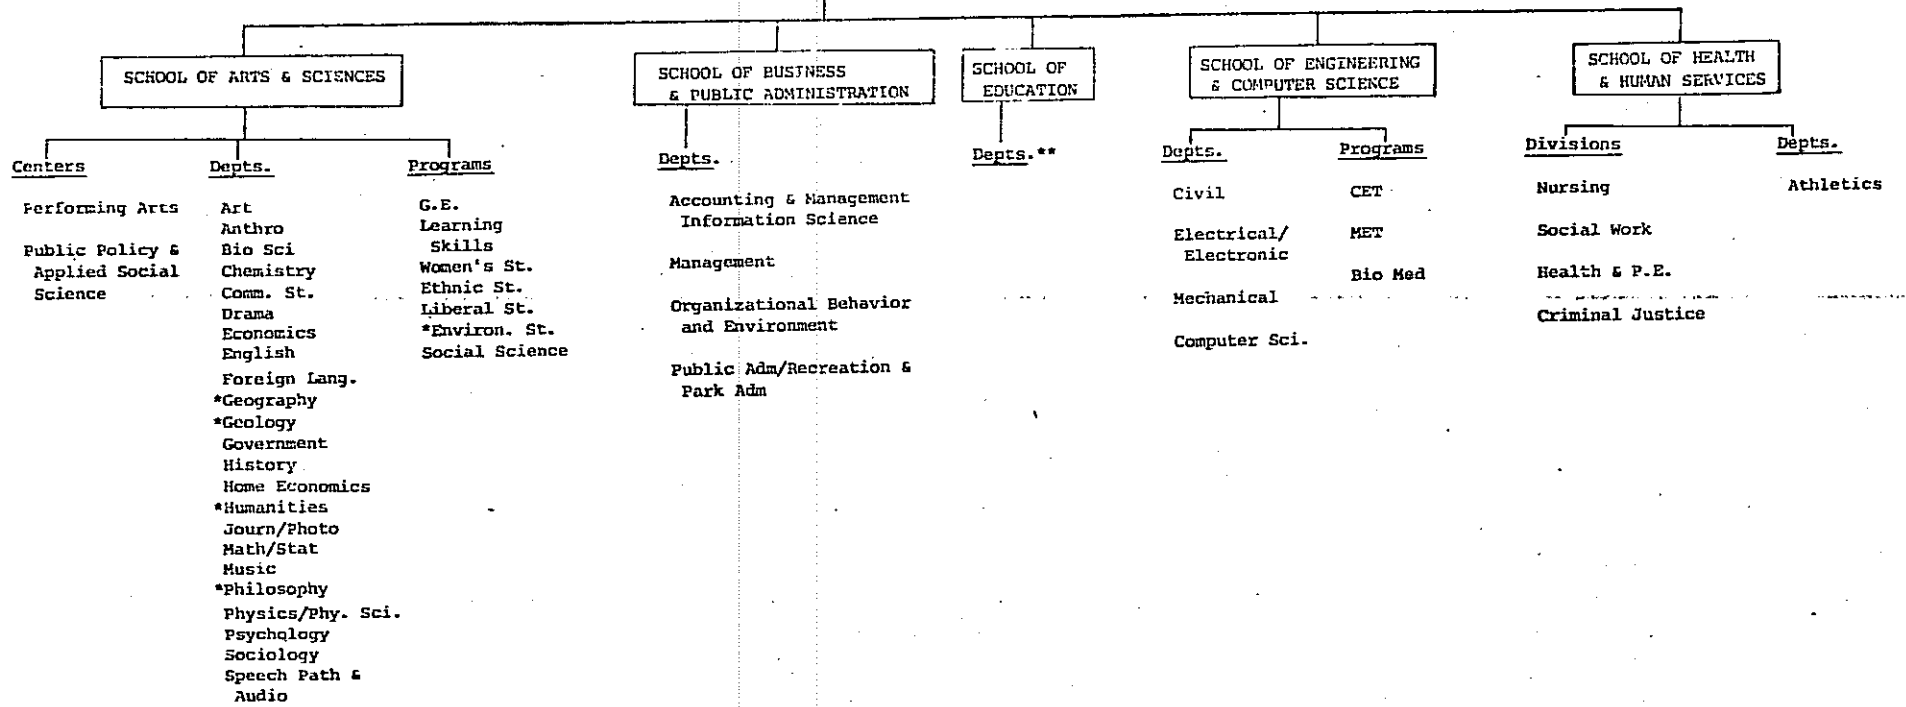 SCHOOL OF ARTS & SCIENCES
Centers
Performing Arts
Public Policy &
Applied Social
Science
Depts.
Art
Anthro
Bio Sci
Chemistry
Comm. St.
Drama
Economics
English
Foreign Lang.
*Geography
*Geology
Government
History
Home Economics
*Humanities
Journ/Photo
Math/Stat
Music
*Philosophy
Physics/Phy. Sci.
Psychology
Sociology
Speech Path &
Audio
Programs
G.E.
Learning
Skills
Women's St.
Ethnic St.
Liberal St.
*Environ. St.
Social Science
SCHOOL OF BUSINESS
& PUBLIC ADMINISTRATION
Depts.
Accounting & Management
Information Science
Management
Organizational Behavior
and Environment
Public Adm/Recreation &
Park Adm
SCHOOL OF
EDUCATION
Depts.**
SCHOOL OF ENGINEERING
& COMPUTER SCIENCE
Depts.
Civil
Electrical/
Electronic
Mechanical
Computer Sci.
Programs
CET
MET
Bio Med
SCHOOL OF HEALTH
& HUMAN SERVICES
Divisions
Nursing
Social Work
Health & P.E.
Criminal Justice
Depts.
Athletics